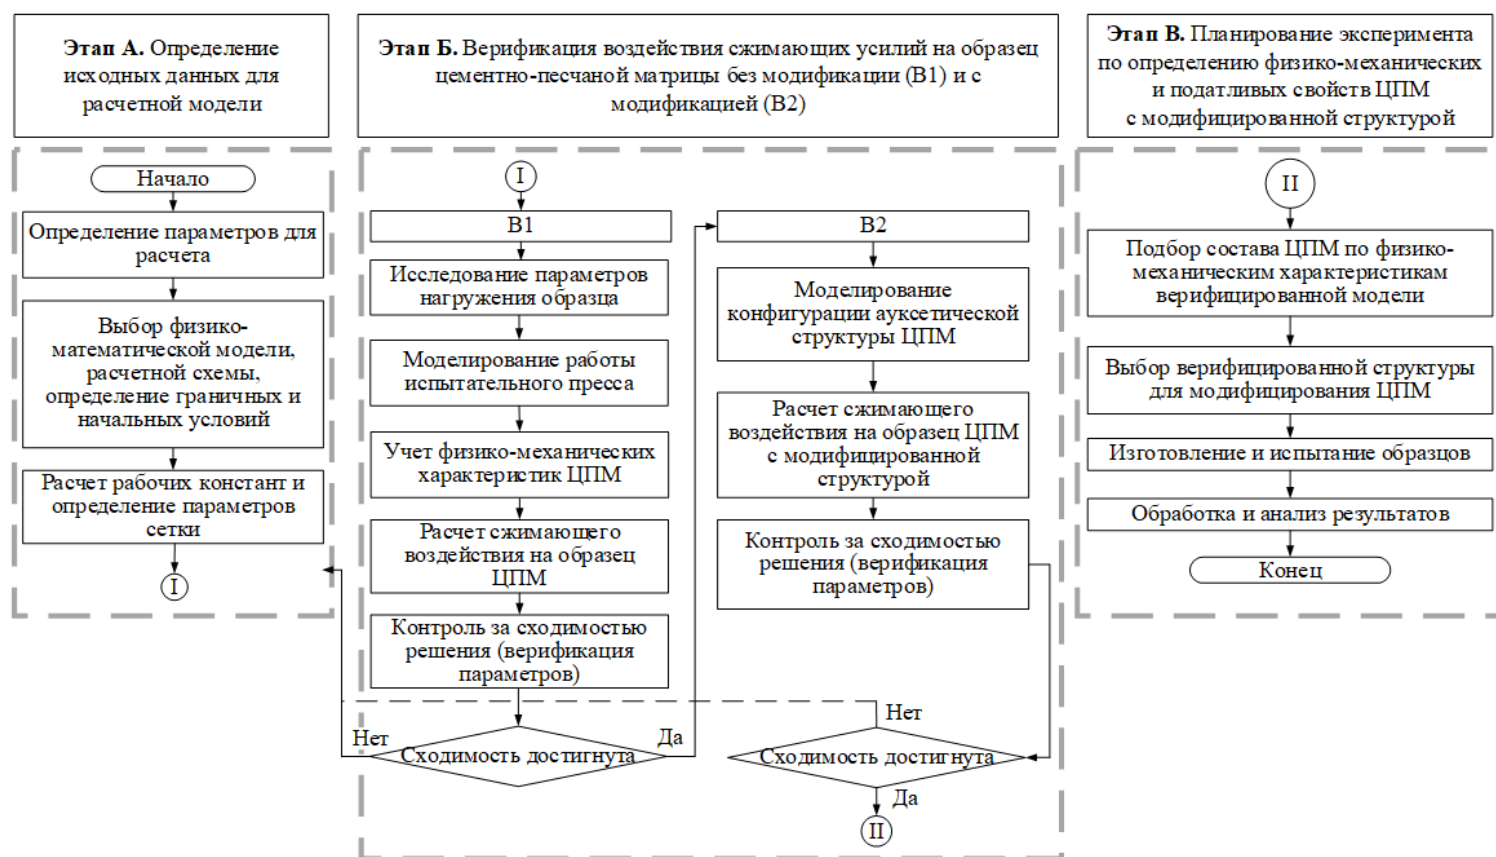 Этап А. Определение
исходных данных для
расчетной модели
Этап Б. Верификация воздействия сжимающих усилий на образец
цементно-песчаной матрицы без модификации (В1) и с
модификацией (В2)
Этап В. Планирование эксперимента
по определению физико-механических
и податливых свойств ЦПМ
с модифицированной структурой
Начало
Определение параметров для
расчета
Выбор физико-
математической модели,
расчетной схемы,
определение граничных и
начальных условий
Расчет рабочих констант и
определение параметров
сетки
I
I
В1
Исследование параметров
нагружения образца
Моделирование работы
испытательного пресса
Учет физико-механических
характеристик ЦПМ
Расчет сжимающего
воздействия на образец
ЦПМ
Контроль за сходимостью
решения (верификация
параметров)
Нет
Сходимость достигнута
Да
В2
Моделирование
конфигурации ауксетической
структуры ЦПМ
Расчет сжимающего
воздействия на образец ЦПМ
с модифицированной
структурой
Контроль за сходимостью
решения (верификация
параметров)
Нет
Сходимость достигнута
Да
II
II
Подбор состава ЦПМ по физико-
механическим характеристикам
верифицированной модели
Выбор верифицированной структуры
для модифицирования ЦПМ
Изготовление и испытание образцов
Обработка и анализ результатов
Конец